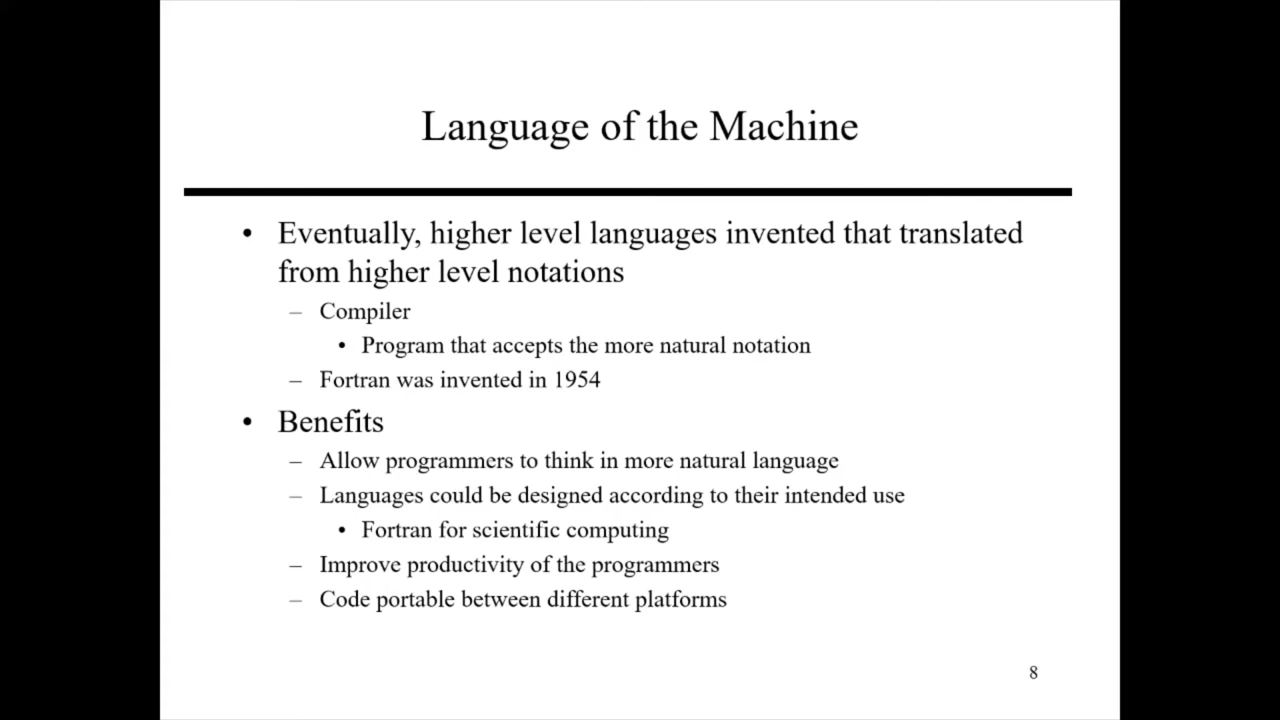 Language of the Machine
• Eventually, higher level languages invented that translated
from higher level notations
– Compiler
• Program that accepts the more natural notation
– Fortran was invented in 1954
• Benefits
– Allow programmers to think in more natural language
– Languages could be designed according to their intended use
• Fortran for scientific computing
– Improve productivity of the programmers
– Code portable between different platforms
8